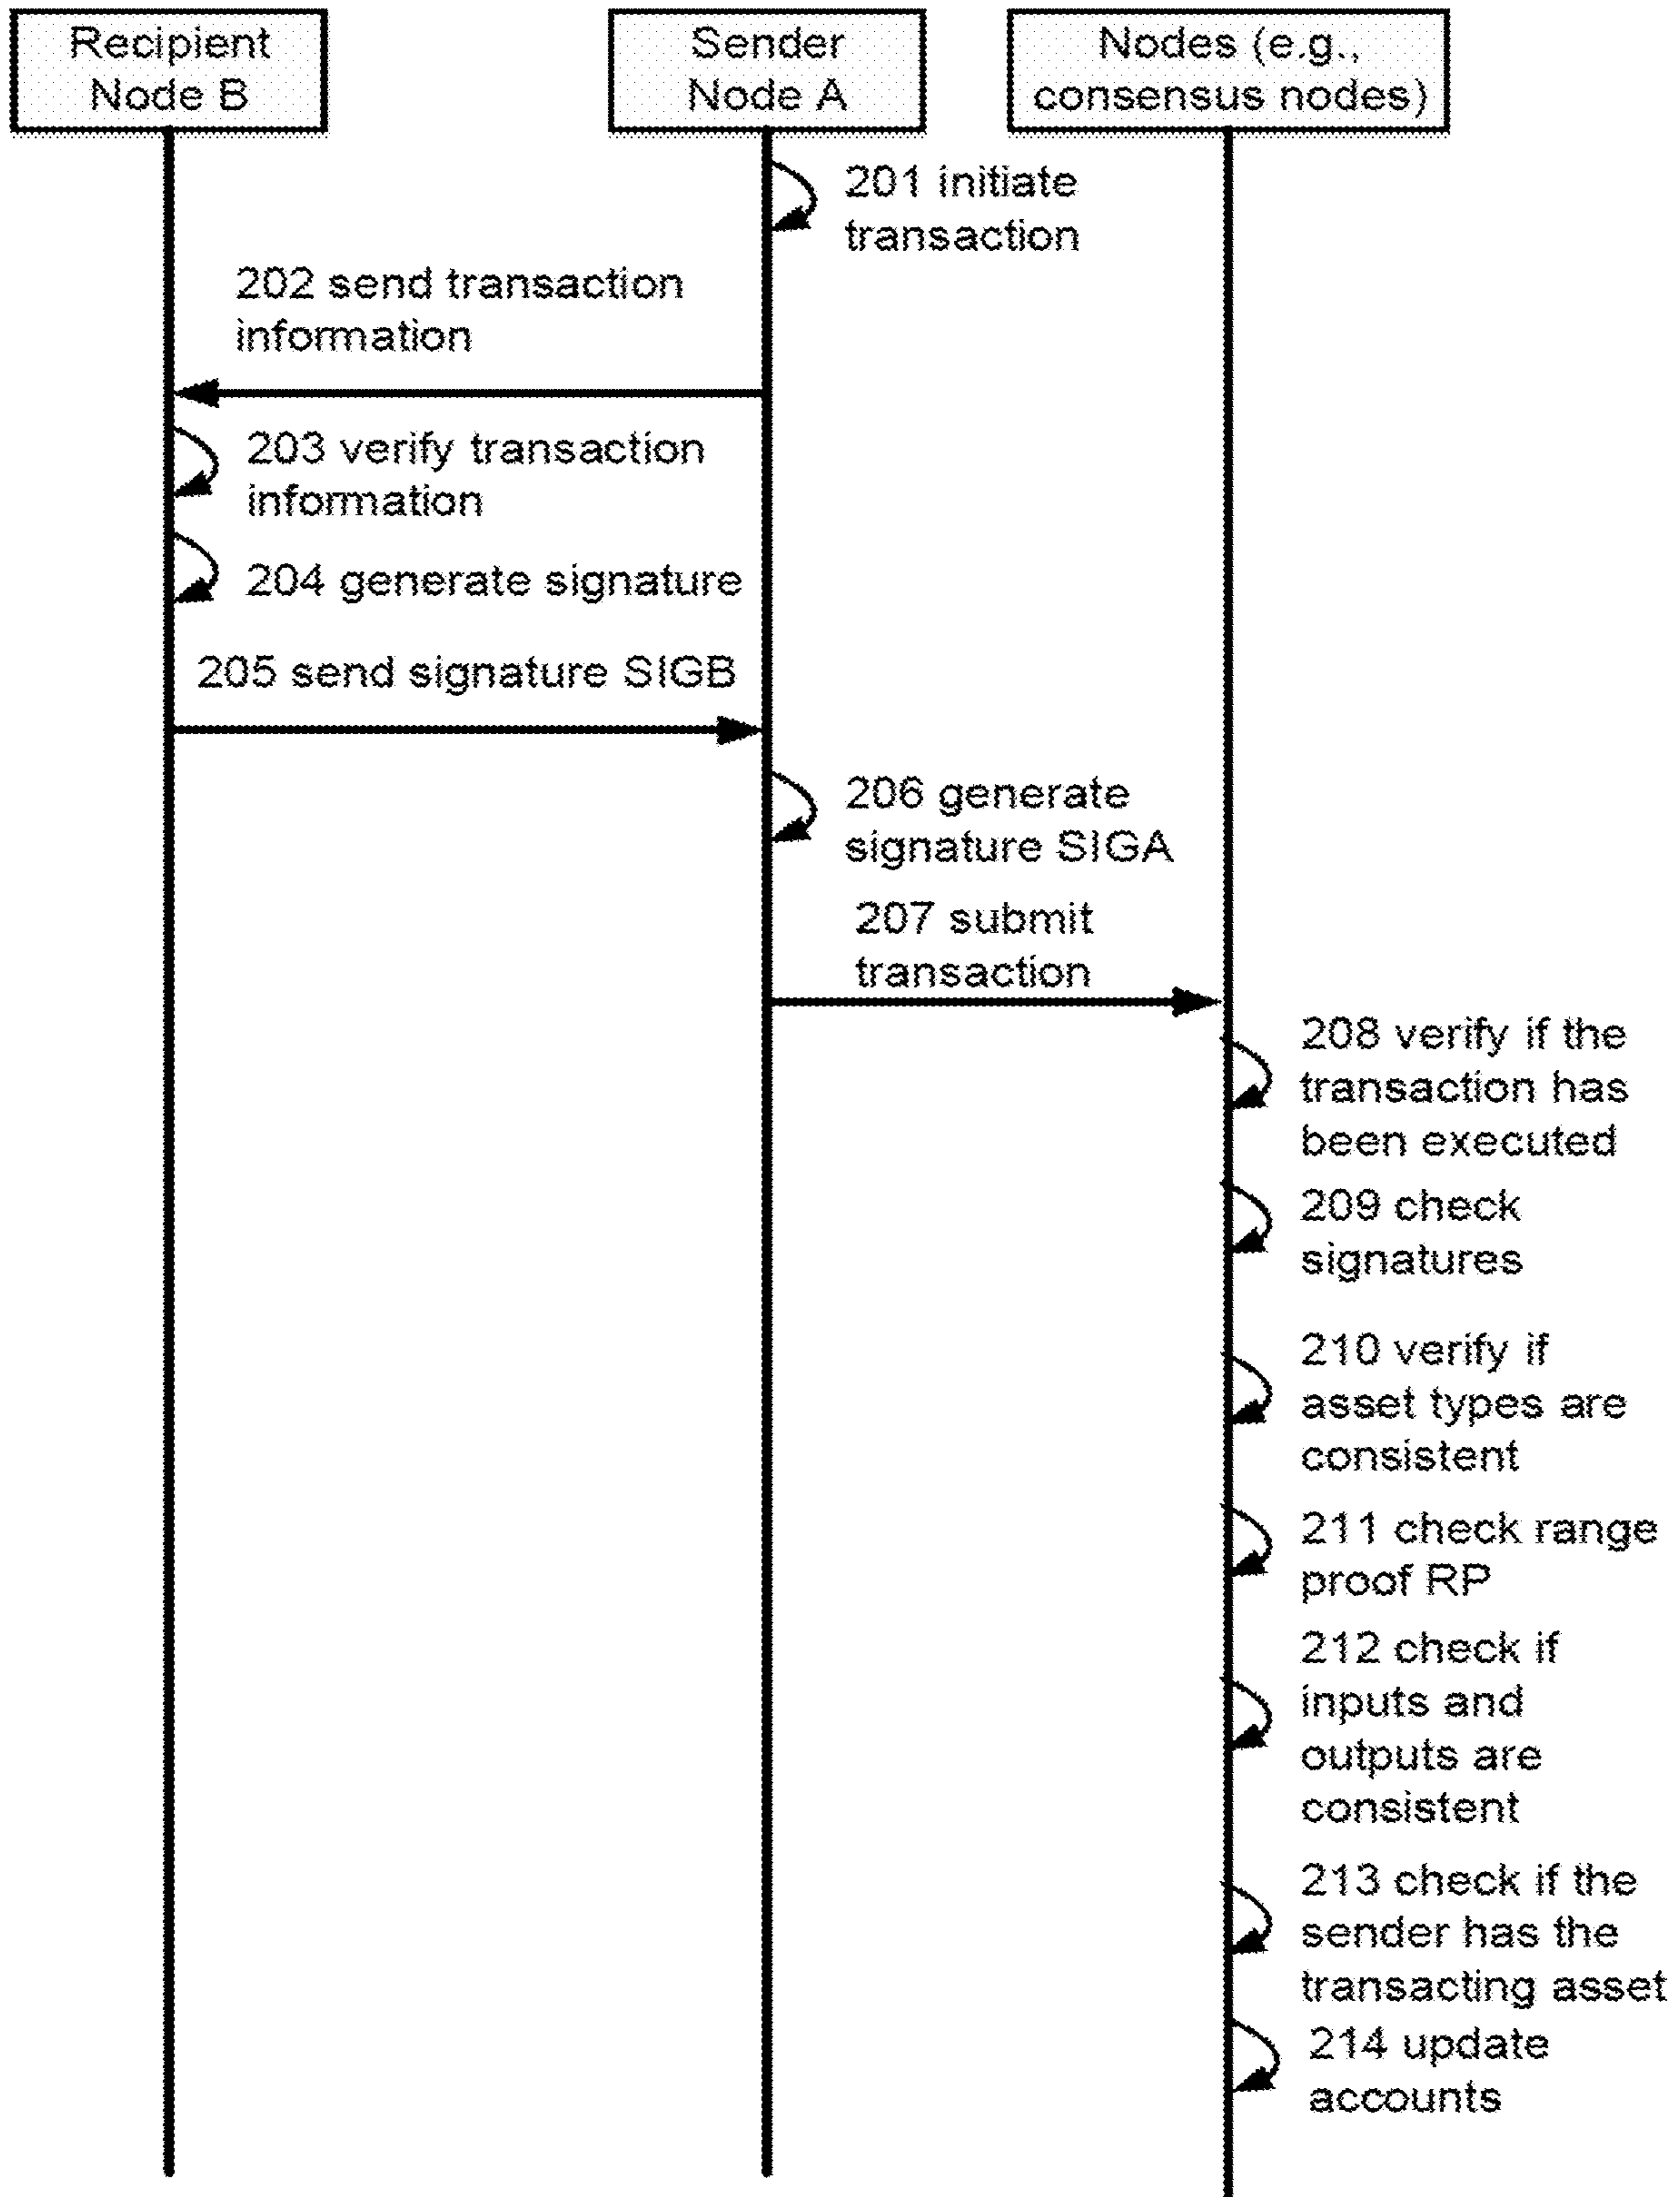 Recipient
Node B
Sender
Node A
Nodes (e.g.,
consensus nodes)
201 initiate
transaction
202 send transaction
information
203 verify transaction
information
204 generate signature
205 send signature SIGB
206 generate
signature SIGA
207 submit
transaction
208 verify if the
transaction has
been executed
209 check
signatures
210 verify if
asset types are
consistent
211 check range
proof RP
212 check if
inputs and
outputs are
consistent
213 check if the
sender has the
transacting asset
214 update
accounts